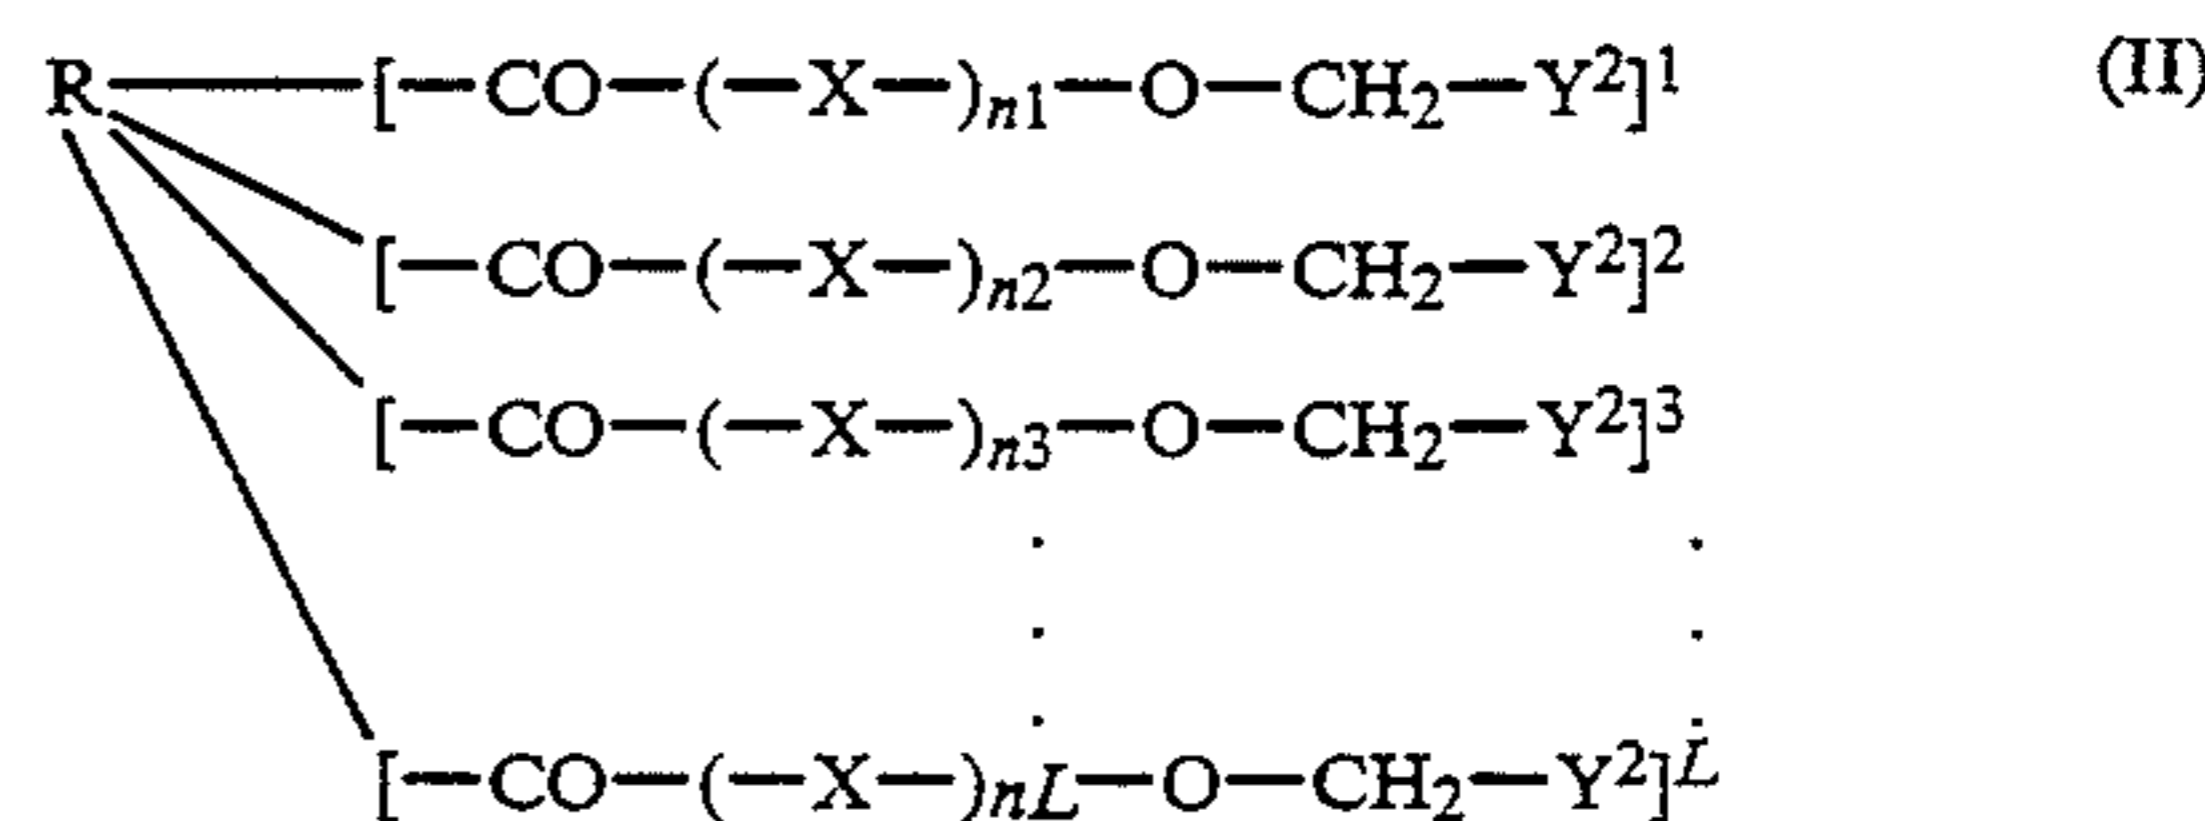 R—[—CO—(—X—)n1—O—CH2—Y2]1 (II)
[—CO—(—X—)n2—O—CH2—Y2]2
[—CO—(—X—)n3—O—CH2—Y2]3
. .
. .
. .
[—CO—(—X—)nL—O—CH2—Y2]L